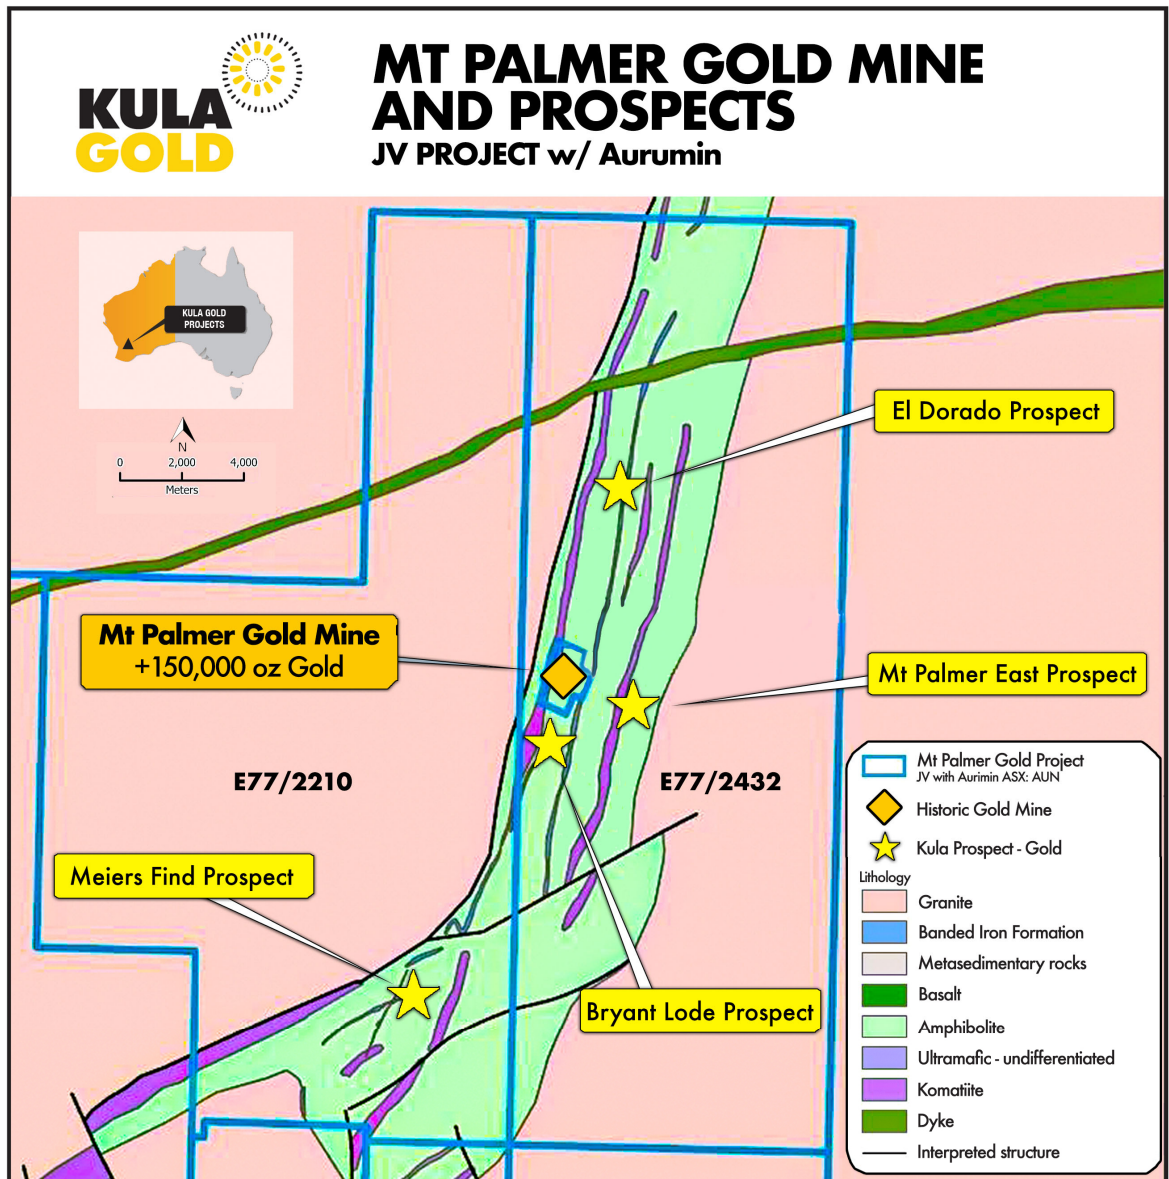 KULA
GOLD
MT PALMER GOLD MINE
AND PROSPECTS
JV PROJECT w/ Aurumin
KULA GOLD
PROJECTS
N
0 2,000 4,000
Meters
El Dorado Prospect
Mt Palmer Gold Mine
+150,000 oz Gold
Mt Palmer East Prospect
E77/2210
E77/2432
Meiers Find Prospect
Bryant Lode Prospect
Mt Palmer Gold Project
JV with Aurimin ASX: AUN
Historic Gold Mine
Kula Prospect - Gold
Lithology
Granite
Banded Iron Formation
Metasedimentary rocks
Basalt
Amphibolite
Ultramafic - undifferentiated
Komatiite
Dyke
Interpreted structure